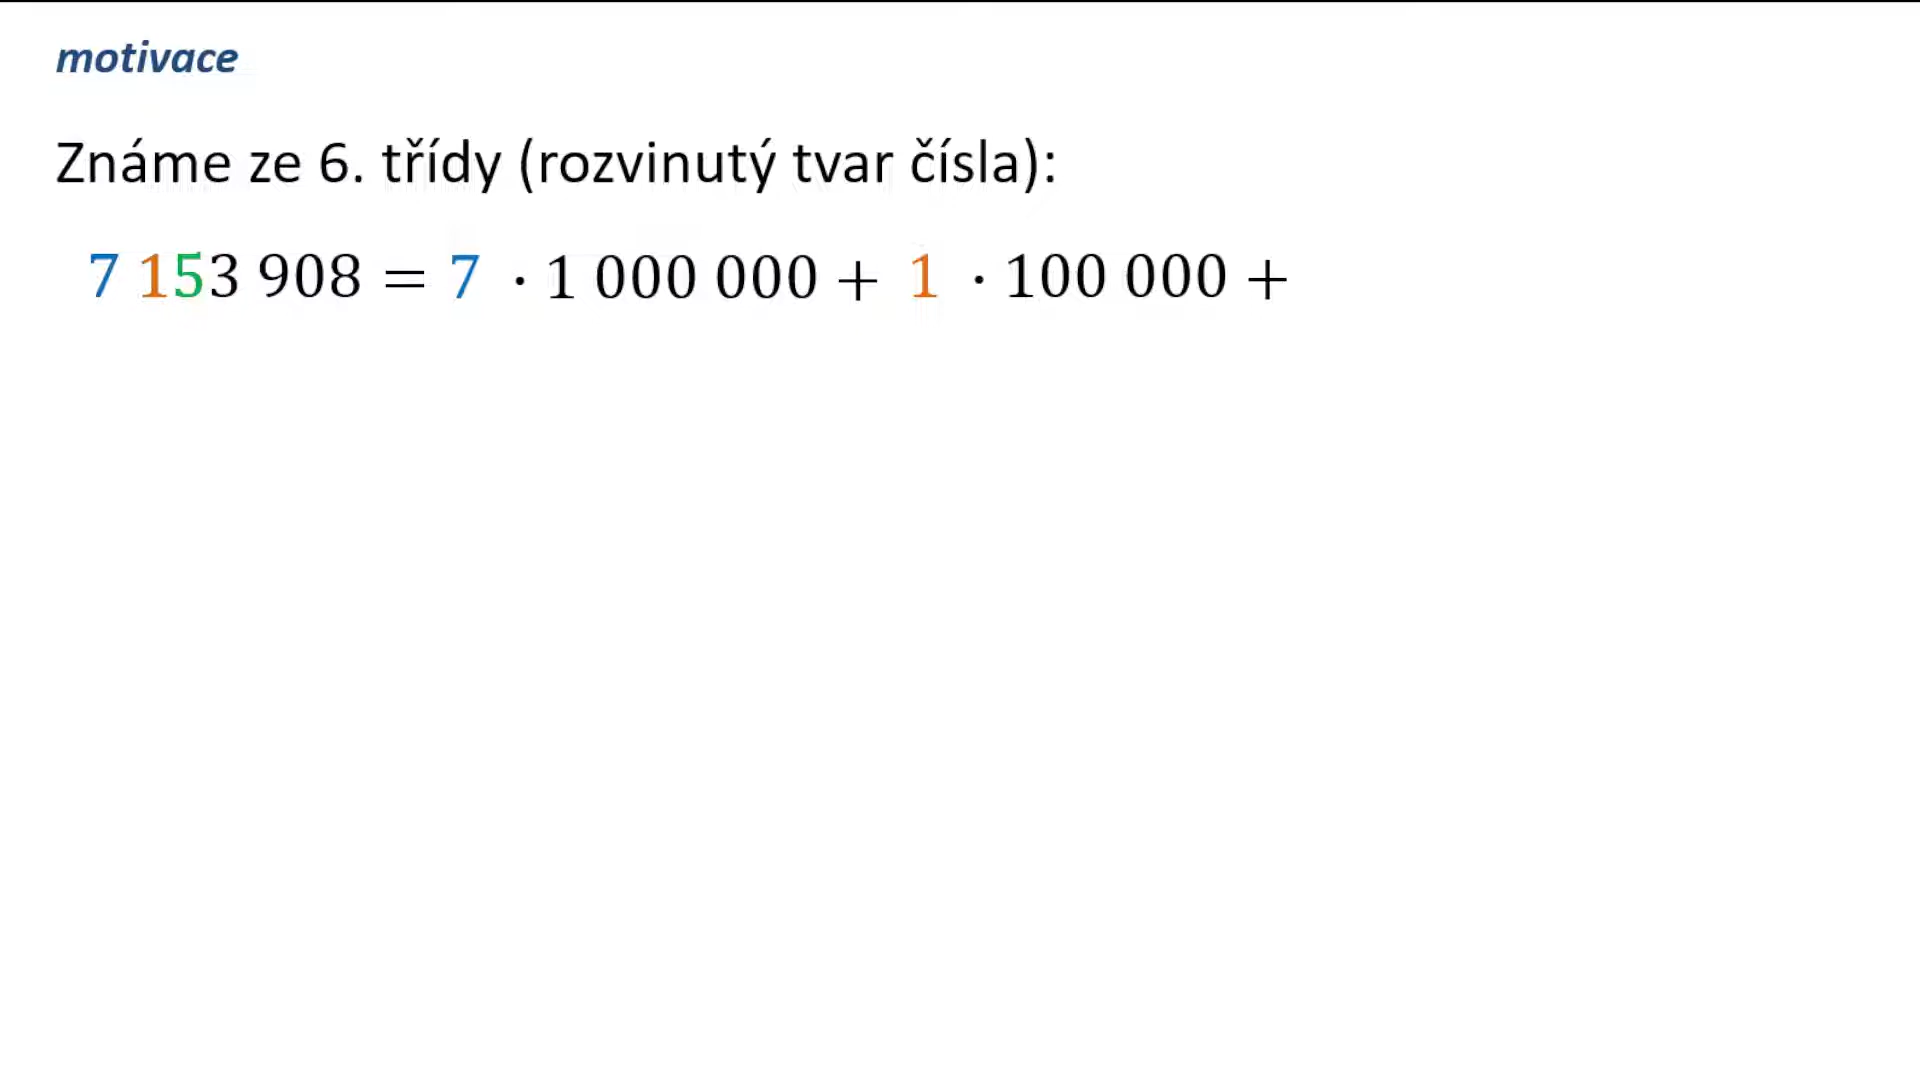 motivace
Známe ze 6. třídy (rozvinutý tvar čísla):
7 153 908 = 7 · 1 000 000 + 1 · 100 000 +